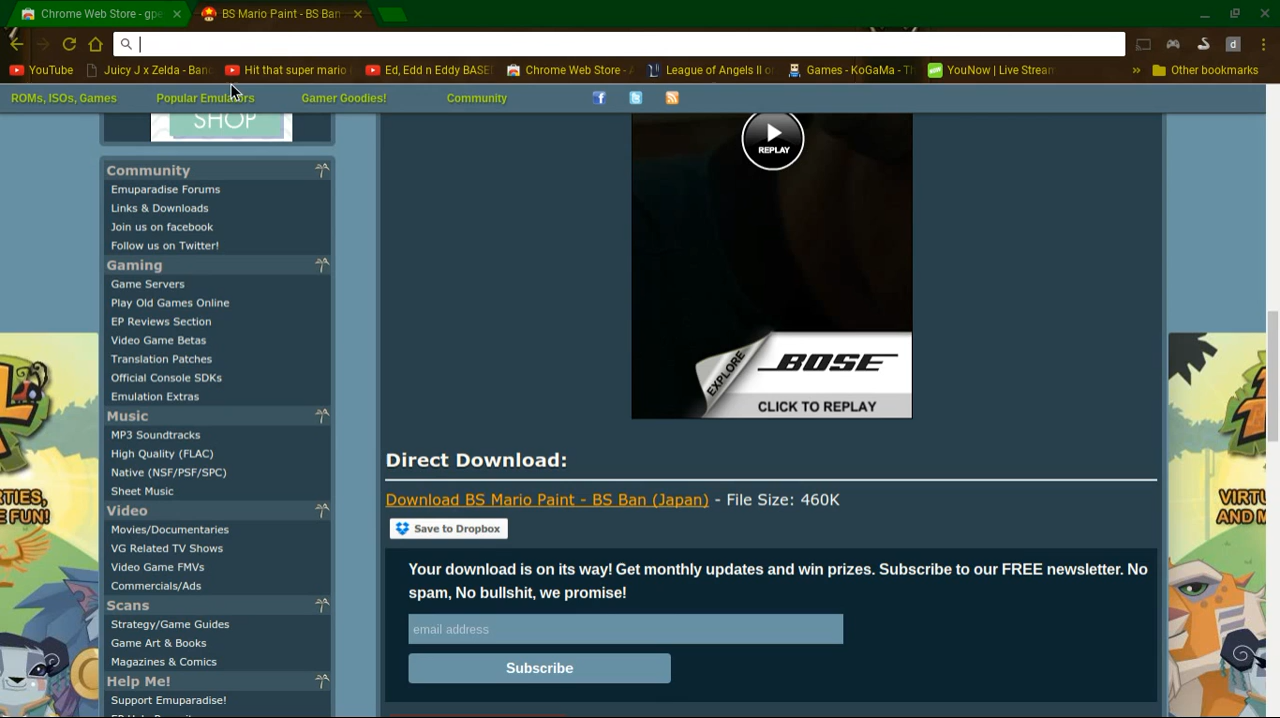 Chrome Web Store - gpe
BS Mario Paint - BS Ban
YouTube
Juicy J x Zelda - Band
Hit that super mario
Ed, Edd n Eddy BASE
Chrome Web Store - A
League of Angels II o
Games - KoGaMa - Th
YouNow | Live Stream
»
Other bookmarks
d
ROMs, ISOs, Games
Popular Emulators
Gamer Goodies!
Community
SHOP
Community
Emuparadise Forums
Links & Downloads
Join us on facebook
Follow us on Twitter!
Gaming
Game Servers
Play Old Games Online
EP Reviews Section
Video Game Betas
Translation Patches
Official Console SDKs
Emulation Extras
Music
MP3 Soundtracks
High Quality (FLAC)
Native (NSF/PSF/SPC)
Sheet Music
Video
Movies/Documentaries
VG Related TV Shows
Video Game FMVs
Commercials/Ads
Scans
Strategy/Game Guides
Game Art & Books
Magazines & Comics
Help Me!
Support Emuparadise!
REPLAY
EXPLORE
BOSE
CLICK TO REPLAY
Direct Download:
Download BS Mario Paint - BS Ban (Japan) - File Size: 460K
Save to Dropbox
Your download is on its way! Get monthly updates and win prizes. Subscribe to our FREE newsletter. No
spam, No bullshit, we promise!
email address
Subscribe